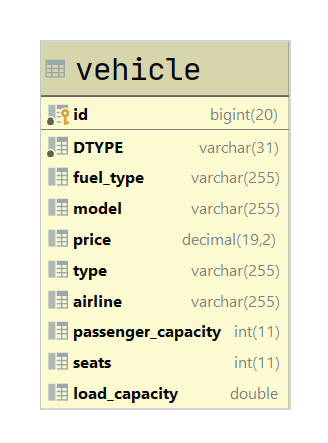 vehicle
id bigint(20)
DTYPE varchar(31)
fuel_type varchar(255)
model varchar(255)
price decimal(19,2)
type varchar(255)
airline varchar(255)
passenger_capacity int(11)
seats int(11)
load_capacity double